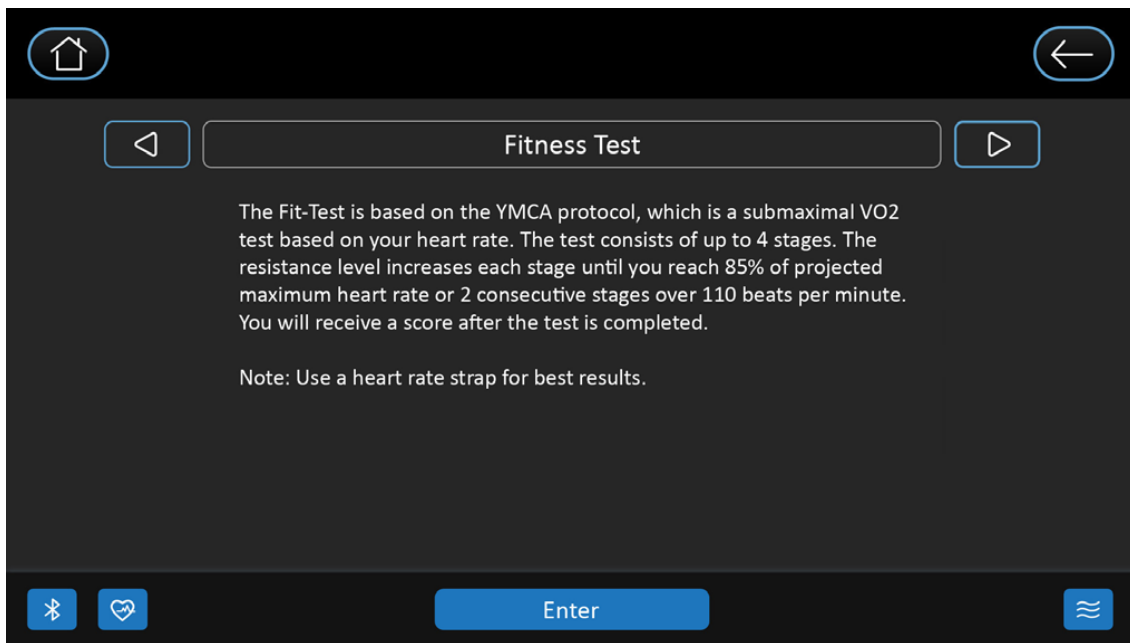 Fitness Test
The Fit-Test is based on the YMCA protocol, which is a submaximal VO2
test based on your heart rate. The test consists of up to 4 stages. The
resistance level increases each stage until you reach 85% of projected
maximum heart rate or 2 consecutive stages over 110 beats per minute.
You will receive a score after the test is completed.
Note: Use a heart rate strap for best results.
Enter